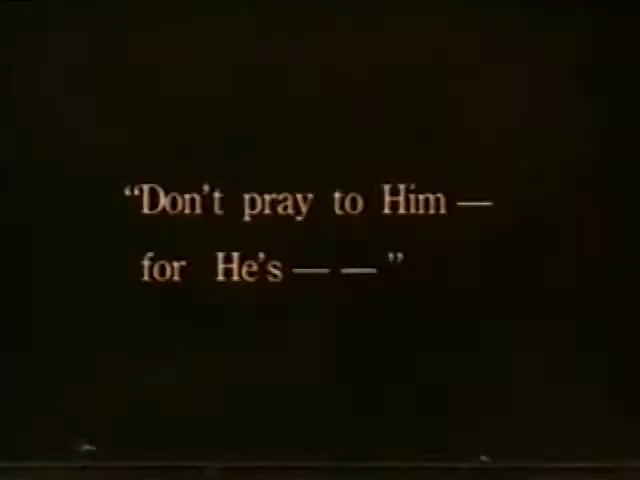 “Don't pray to Him —
for He's — — ”